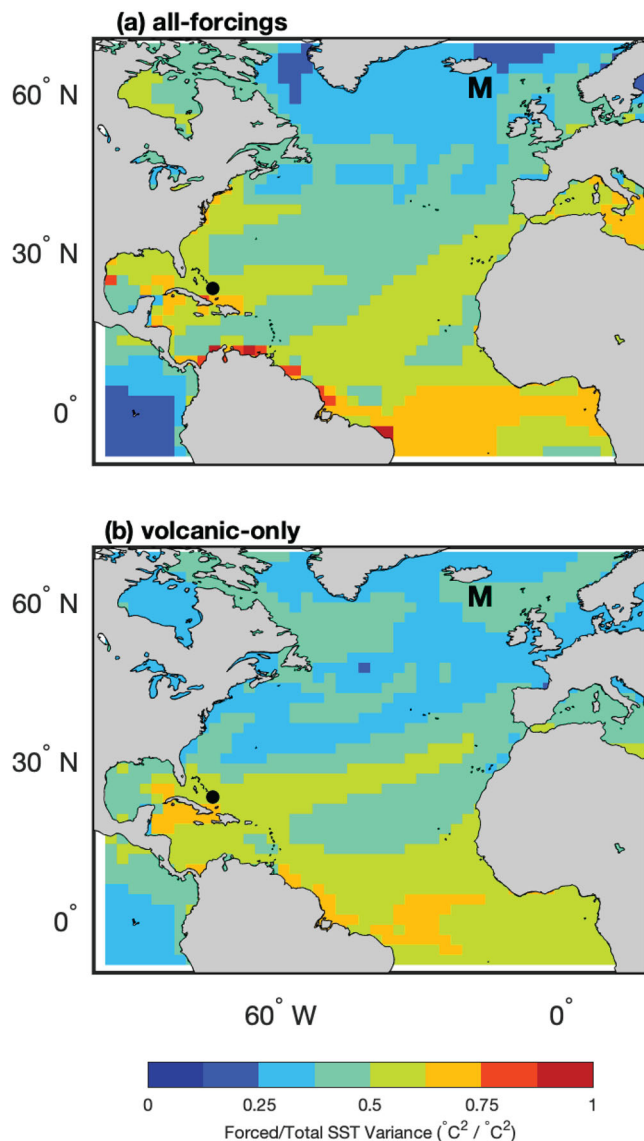 (a) all-forcings
60° N
M
30° N
0°
(b) volcanic-only
60° N
M
30° N
0°
60° W 0°
0 0.25 0.5 0.75 1
Forced/Total SST Variance (°C² / °C²)